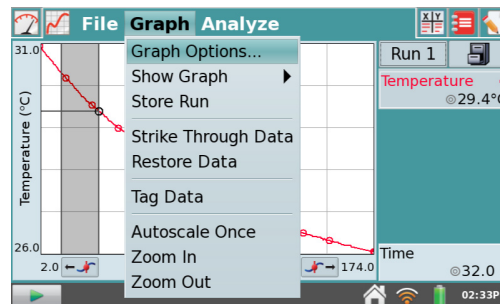 File Graph Analyze
X Y
31.0
Temperature (°C)
26.0
2.0
174.0
Graph Options...
Show Graph
Store Run
Strike Through Data
Restore Data
Tag Data
Autoscale Once
Zoom In
Zoom Out
Run 1
Temperature
29.4°C
Time
32.0
02:33P